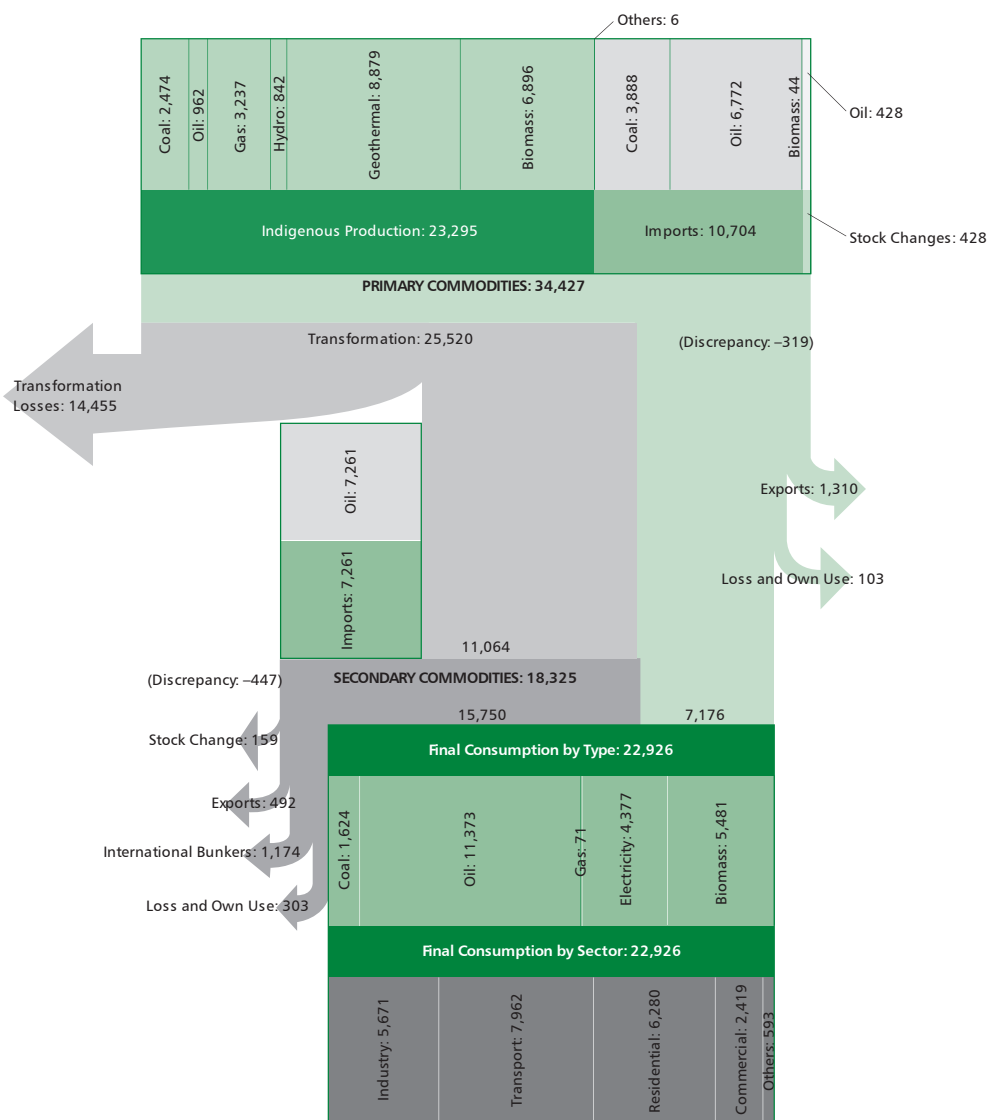 Others: 6
Coal: 2,474
Oil: 962
Gas: 3,237
Hydro: 842
Geothermal: 8,879
Biomass: 6,896
Coal: 3,888
Oil: 6,772
Biomass: 44
Oil: 428
Indigenous Production: 23,295
Imports: 10,704
Stock Changes: 428
PRIMARY COMMODITIES: 34,427
Transformation: 25,520
(Discrepancy: –319)
Transformation
Losses: 14,455
Oil: 7,261
Exports: 1,310
Imports: 7,261
Loss and Own Use: 103
11,064
(Discrepancy: –447)
SECONDARY COMMODITIES: 18,325
15,750
7,176
Stock Change: 159
Final Consumption by Type: 22,926
Exports: 492
International Bunkers: 1,174
Loss and Own Use: 303
Coal: 1,624
Oil: 11,373
Gas: 71
Electricity: 4,377
Biomass: 5,481
Final Consumption by Sector: 22,926
Industry: 5,671
Transport: 7,962
Residential: 6,280
Commercial: 2,419
Others: 593